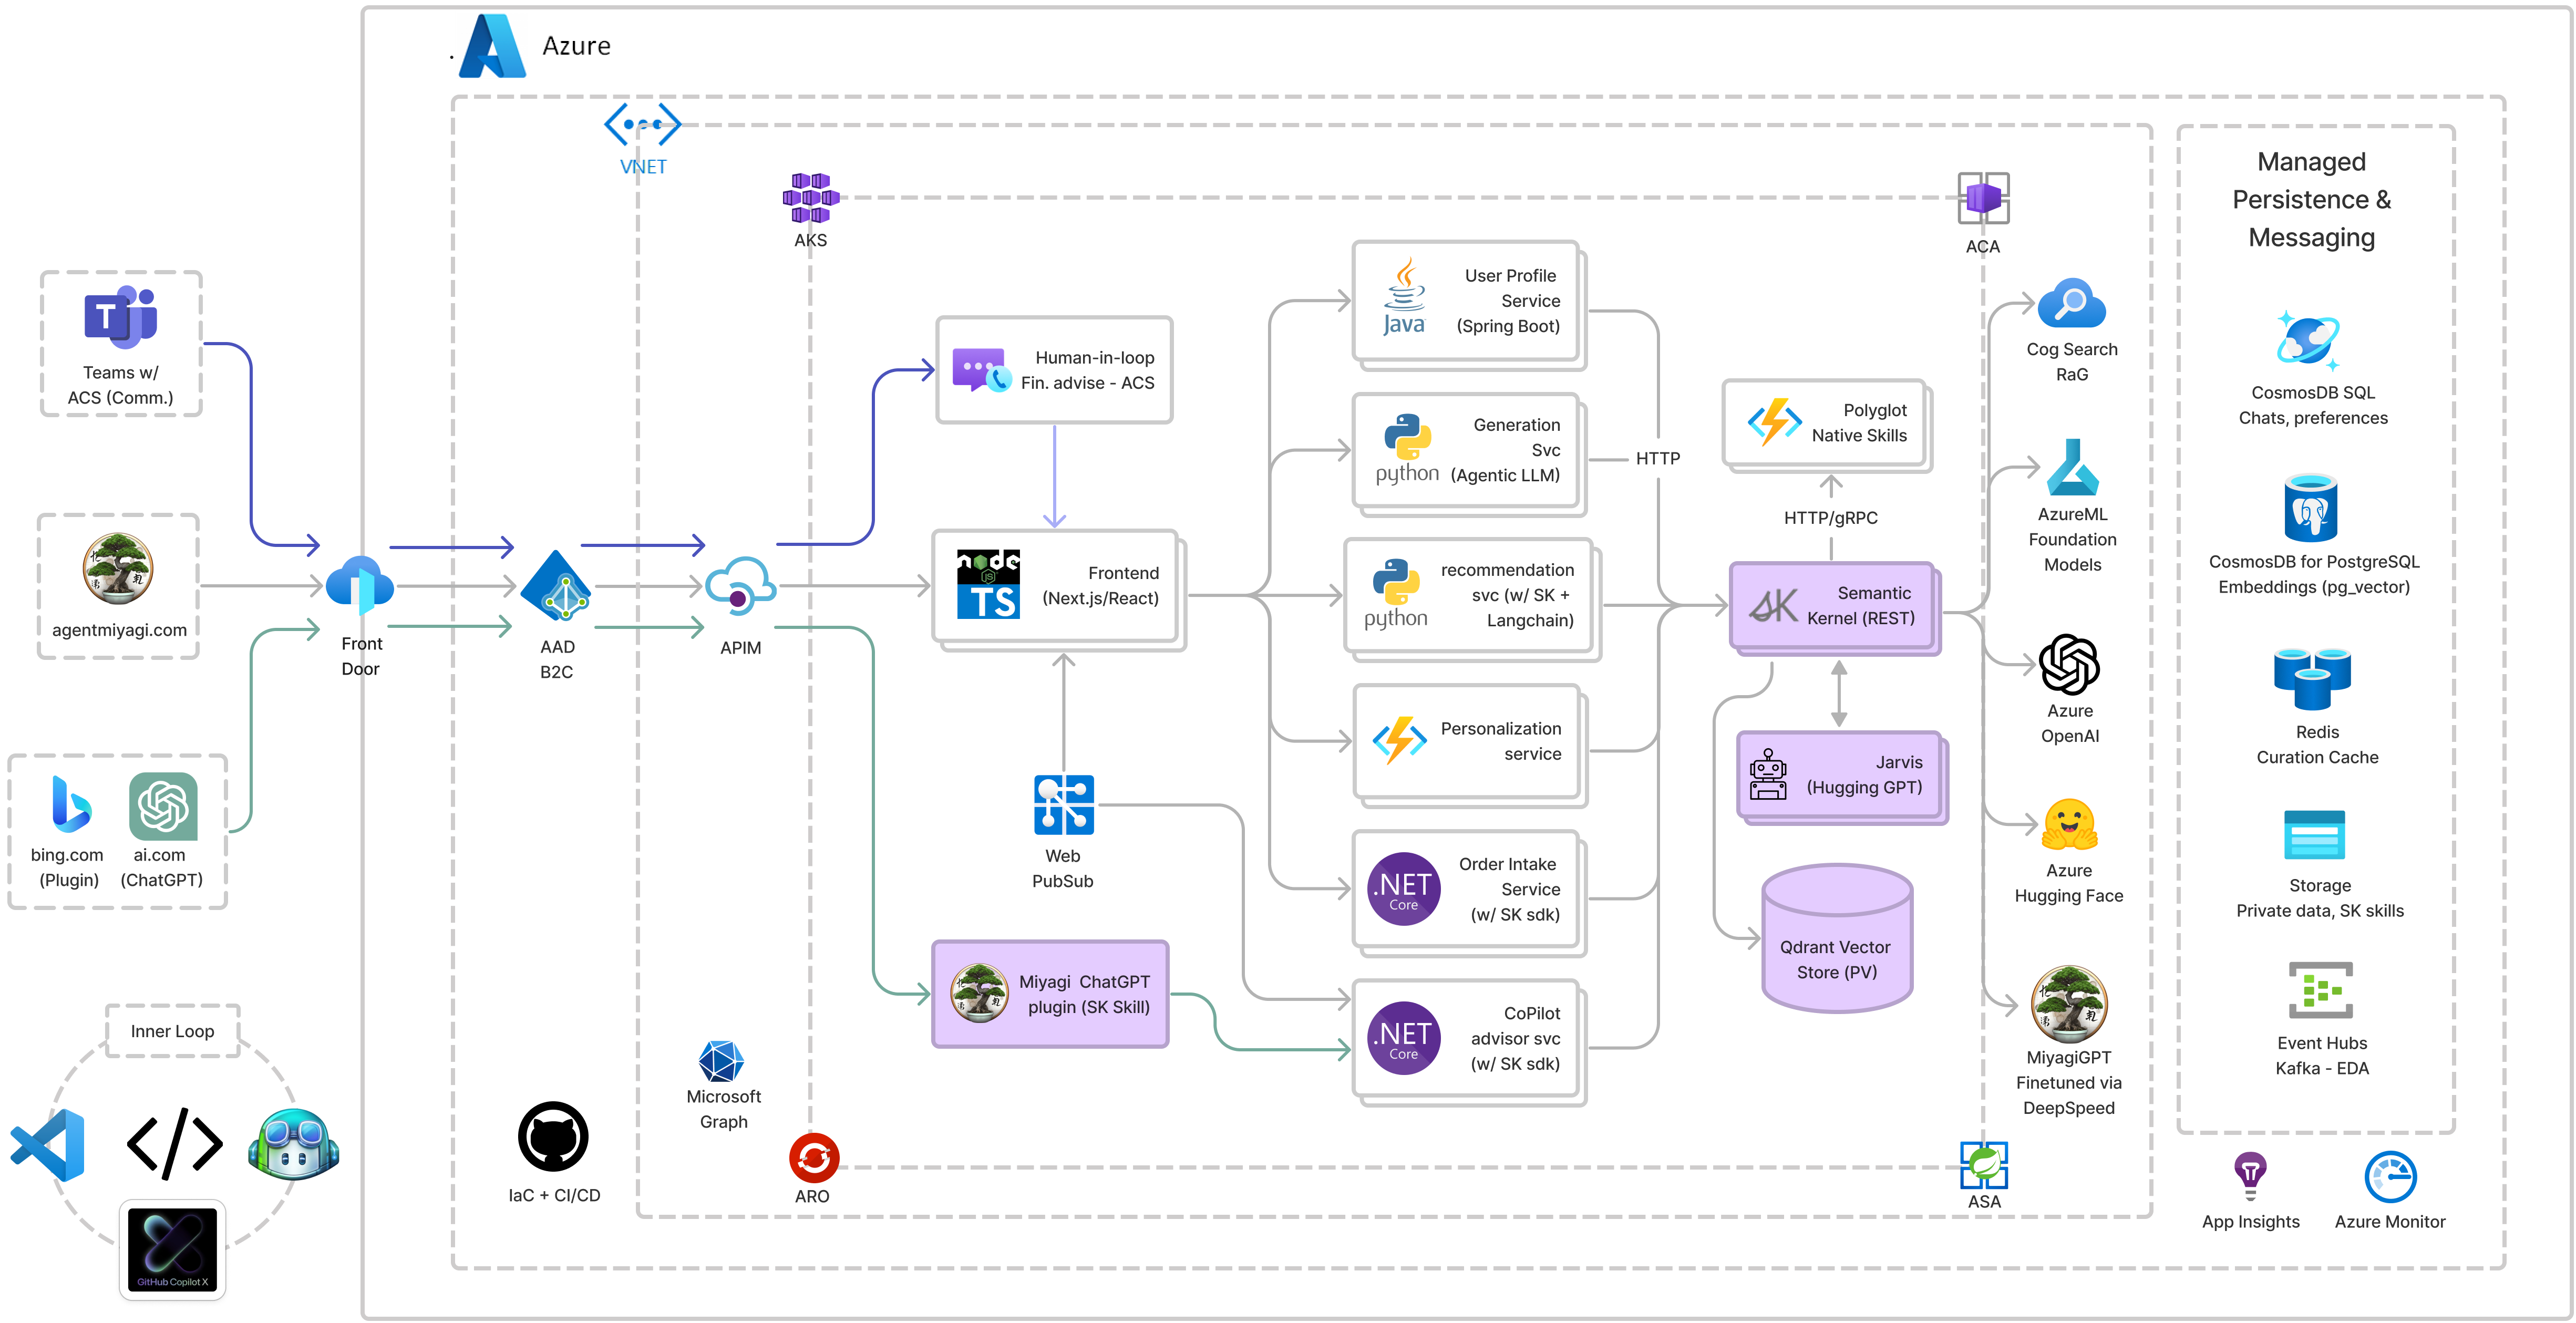 Azure
VNET
AKS
ACA
Managed
Persistence &
Messaging
T
Teams w/
ACS (Comm.)
agentmiyagi.com
bing.com
(Plugin)
ai.com
(ChatGPT)
Front
Door
AAD
B2C
APIM
Human-in-loop
Fin. advise - ACS
node
JS
TS
Frontend
(Next.js/React)
Web
PubSub
Miyagi ChatGPT
plugin (SK Skill)
Java
User Profile
Service
(Spring Boot)
python
Generation
Svc
(Agentic LLM)
python
recommendation
svc (w/ SK +
Langchain)
Personalization
service
.NET
Core
Order Intake
Service
(w/ SK sdk)
.NET
Core
CoPilot
advisor svc
(w/ SK sdk)
HTTP
Polyglot
Native Skills
HTTP/gRPC
SK
Semantic
Kernel (REST)
Jarvis
(Hugging GPT)
Qdrant Vector
Store (PV)
Cog Search
RaG
AzureML
Foundation
Models
Azure
OpenAI
Azure
Hugging Face
MiyagiGPT
Finetuned via
DeepSpeed
CosmosDB SQL
Chats, preferences
CosmosDB for PostgreSQL
Embeddings (pg_vector)
Redis
Curation Cache
Storage
Private data, SK skills
Event Hubs
Kafka - EDA
App Insights
Azure Monitor
Inner Loop
GitHub Copilot X
IaC + CI/CD
Microsoft
Graph
ARO
ASA